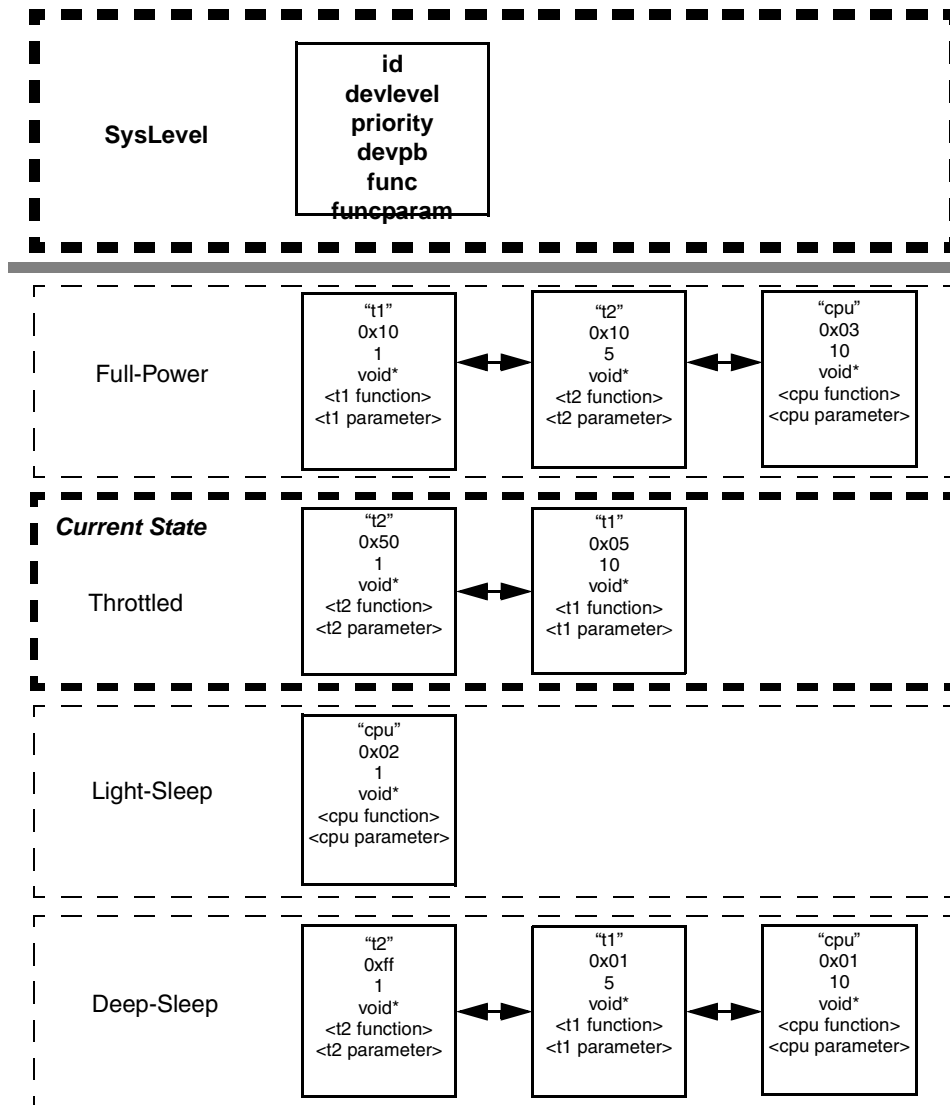 SysLevel
id
devlevel
priority
devpb
func
funcparam
Full-Power
“t1”
0x10
1
void*
<t1 function>
<t1 parameter>
“t2”
0x10
5
void*
<t2 function>
<t2 parameter>
“cpu”
0x03
10
void*
<cpu function>
<cpu parameter>
Current State
Throttled
“t2”
0x50
1
void*
<t2 function>
<t2 parameter>
“t1”
0x05
10
void*
<t1 function>
<t1 parameter>
Light-Sleep
“cpu”
0x02
1
void*
<cpu function>
<cpu parameter>
Deep-Sleep
“t2”
0xff
1
void*
<t2 function>
<t2 parameter>
“t1”
0x01
5
void*
<t1 function>
<t1 parameter>
“cpu”
0x01
10
void*
<cpu function>
<cpu parameter>